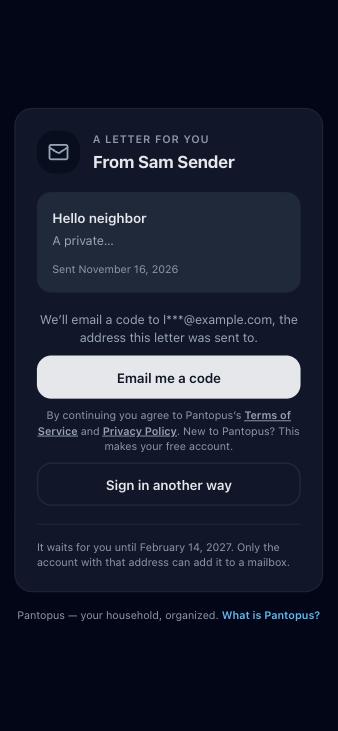 A LETTER FOR YOU
From Sam Sender
Hello neighbor
A private...
Sent November 16, 2026
We'll email a code to l***@example.com, the
address this letter was sent to.
Email me a code
By continuing you agree to Pantopus's Terms of
Service and Privacy Policy. New to Pantopus? This
makes your free account.
Sign in another way
It waits for you until February 14, 2027. Only the
account with that address can add it to a mailbox.
Pantopus — your household, organized. What is Pantopus?